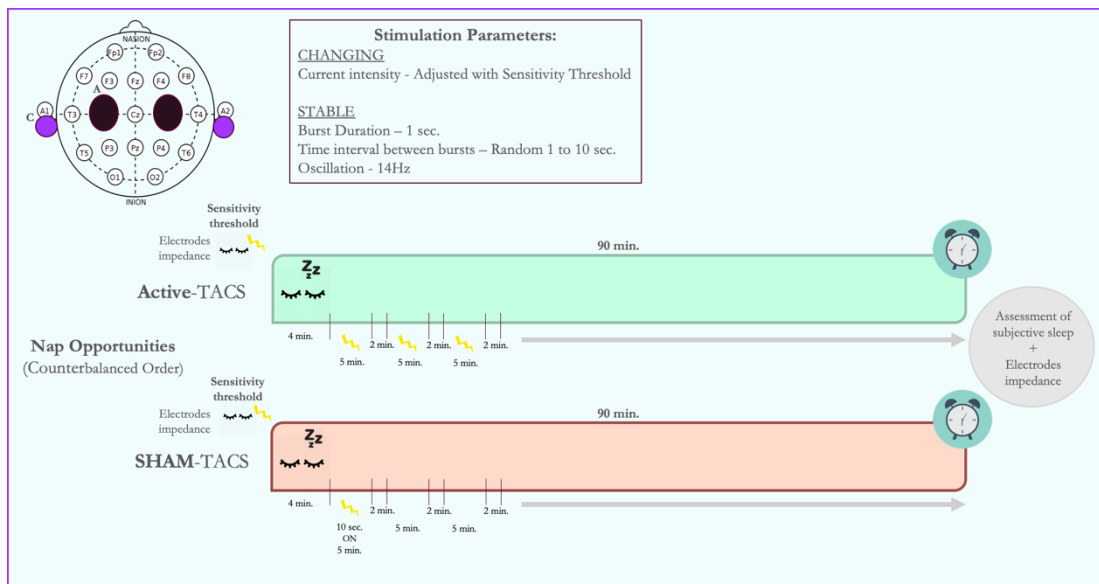 NASION
Fp1 Fp2
F7 F3 Fz F4 F8
A
A1 T3 Cz T4 A2
C
T5 P3 Pz P4 T6
O1 O2
INION
Stimulation Parameters:
CHANGING
Current intensity - Adjusted with Sensitivity Threshold
STABLE
Burst Duration – 1 sec.
Time interval between bursts – Random 1 to 10 sec.
Oscillation - 14Hz
Sensitivity
threshold
Electrodes
impedance
90 min.
Zzz
Active-TACS
4 min. 2 min. 2 min. 2 min.
5 min. 5 min. 5 min.
Nap Opportunities
(Counterbalanced Order)
Assessment of
subjective sleep
+
Electrodes
impedance
Sensitivity
threshold
Electrodes
impedance
90 min.
Zzz
SHAM-TACS
4 min. 2 min. 2 min. 2 min.
10 sec.
ON
5 min. 5 min. 5 min.